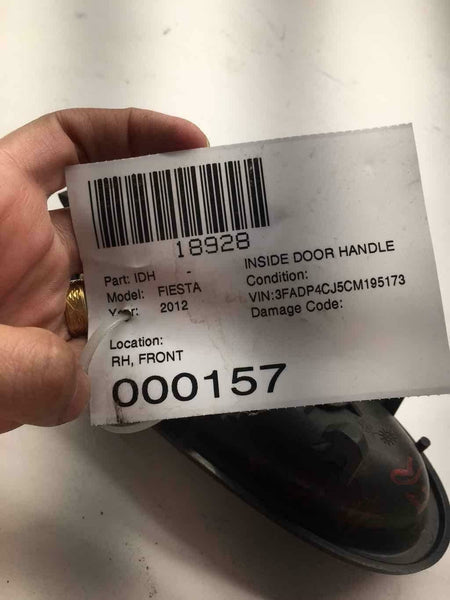 18928
Part: IDH -
INSIDE DOOR HANDLE
Model: FIESTA
Condition:
Year: 2012
VIN:3FADP4CJ5CM195173
Damage Code:
Location:
RH, FRONT
000157